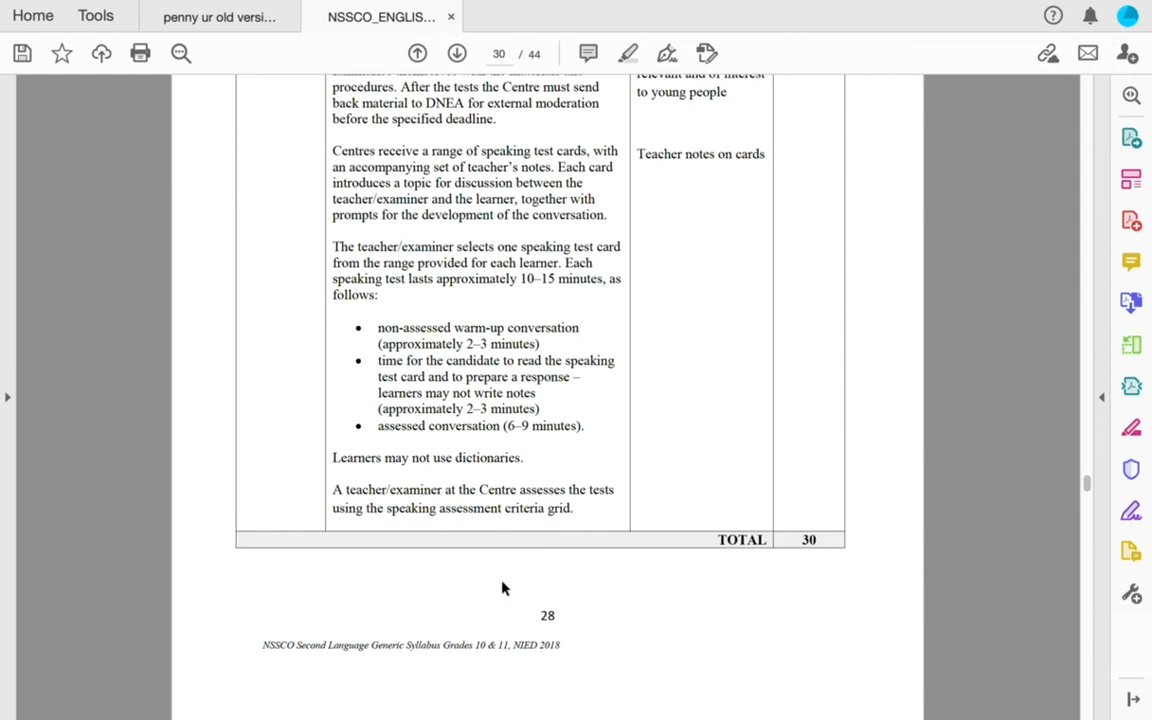 Home
Tools
penny ur old versi...
NSSCO_ENGLIS...
30 / 44
procedures. After the tests the Centre must send
back material to DNEA for external moderation
before the specified deadline.
Centres receive a range of speaking test cards, with
an accompanying set of teacher's notes. Each card
introduces a topic for discussion between the
teacher/examiner and the learner, together with
prompts for the development of the conversation.
The teacher/examiner selects one speaking test card
from the range provided for each learner. Each
speaking test lasts approximately 10–15 minutes, as
follows:
• non-assessed warm-up conversation
(approximately 2–3 minutes)
• time for the candidate to read the speaking
test card and to prepare a response –
learners may not write notes
(approximately 2–3 minutes)
• assessed conversation (6–9 minutes).
Learners may not use dictionaries.
A teacher/examiner at the Centre assesses the tests
using the speaking assessment criteria grid.
relevant and of interest
to young people
Teacher notes on cards
TOTAL 30
28
NSSCO Second Language Generic Syllabus Grades 10 & 11, NIED 2018